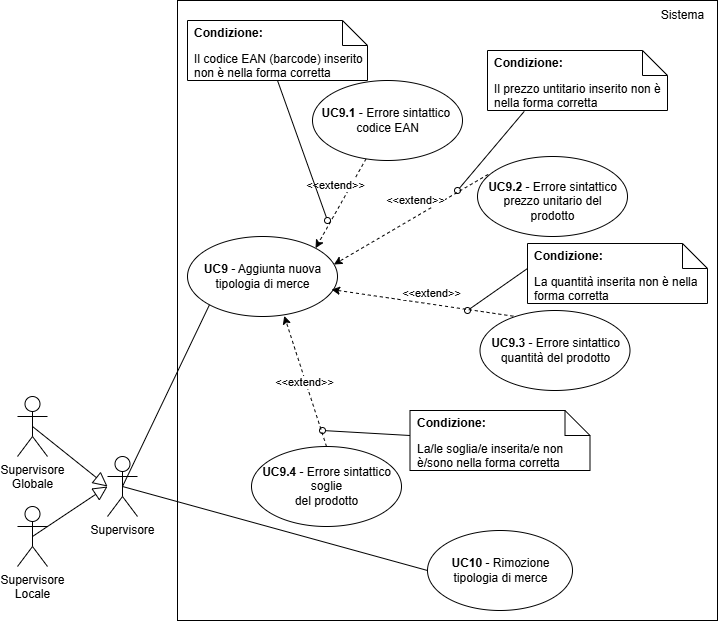 Sistema
Condizione:
Il codice EAN (barcode) inserito
non è nella forma corretta
Condizione:
Il prezzo untitario inserito non è
nella forma corretta
UC9.1 - Errore sintattico
codice EAN
<<extend>>
UC9.2 - Errore sintattico
prezzo unitario del
prodotto
<<extend>>
UC9 - Aggiunta nuova
tipologia di merce
Condizione:
La quantità inserita non è nella
forma corretta
<<extend>>
UC9.3 - Errore sintattico
quantità del prodotto
<<extend>>
Condizione:
La/le soglia/e inserita/e non
è/sono nella forma corretta
UC9.4 - Errore sintattico
soglie
del prodotto
Supervisore
Globale
Supervisore
Supervisore
Locale
UC10 - Rimozione
tipologia di merce